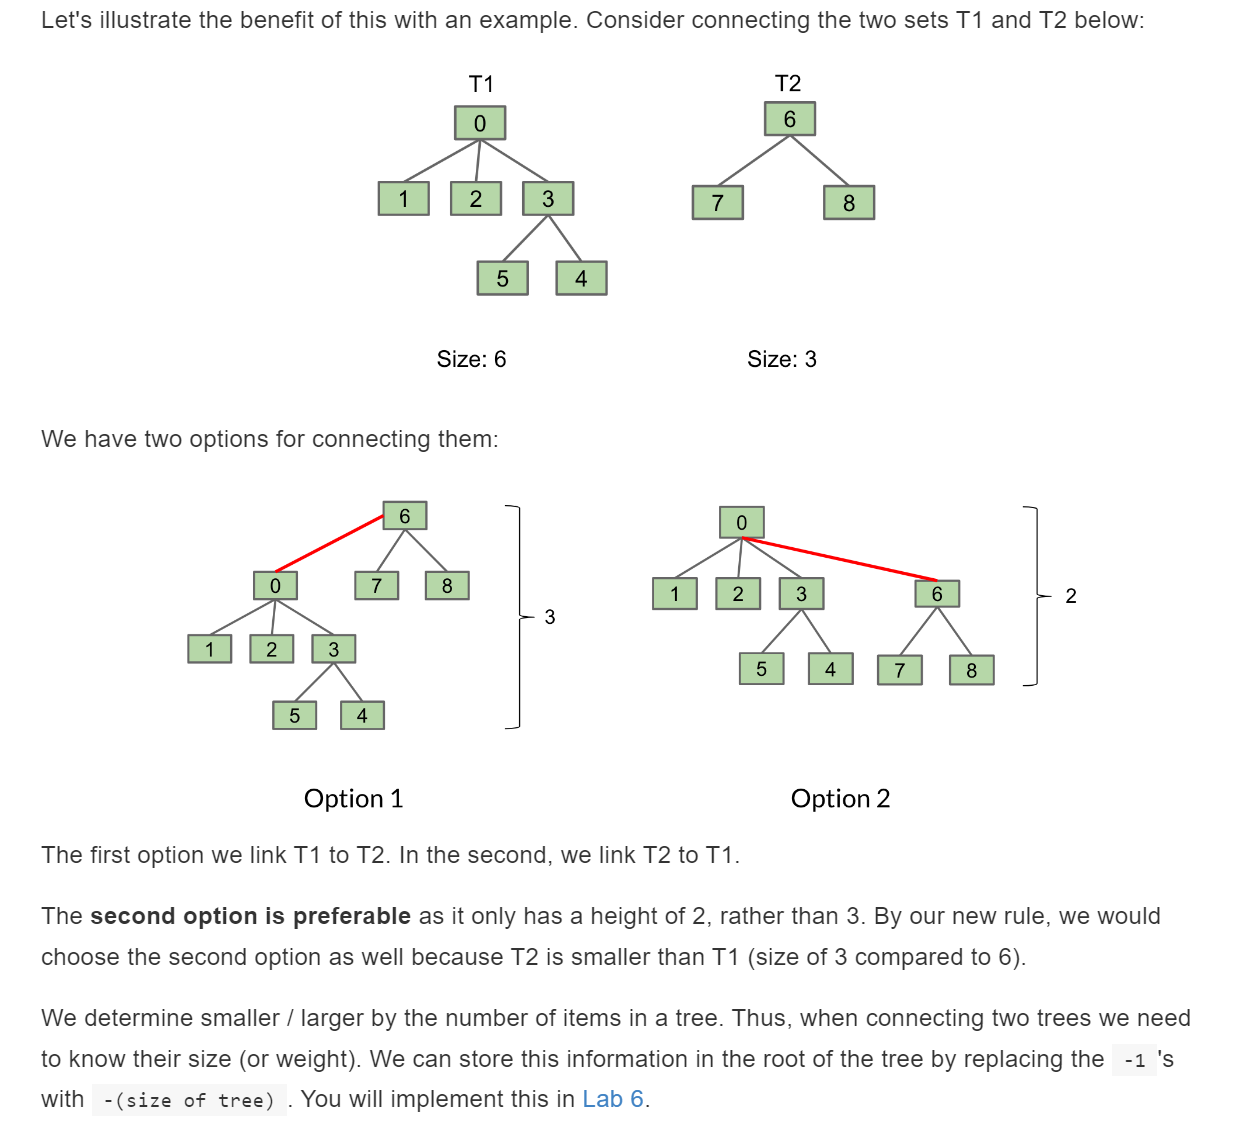 Let's illustrate the benefit of this with an example. Consider connecting the two sets T1 and T2 below:
T1 T2
0 6
1 2 3 7 8
5 4
Size: 6 Size: 3
We have two options for connecting them:
6 0
0 7 8 1 2 3 6
3 2
1 2 3 5 4 7 8
5 4
Option 1 Option 2
The first option we link T1 to T2. In the second, we link T2 to T1.
The second option is preferable as it only has a height of 2, rather than 3. By our new rule, we would
choose the second option as well because T2 is smaller than T1 (size of 3 compared to 6).
We determine smaller / larger by the number of items in a tree. Thus, when connecting two trees we need
to know their size (or weight). We can store this information in the root of the tree by replacing the -1 's
with -(size of tree) . You will implement this in Lab 6.